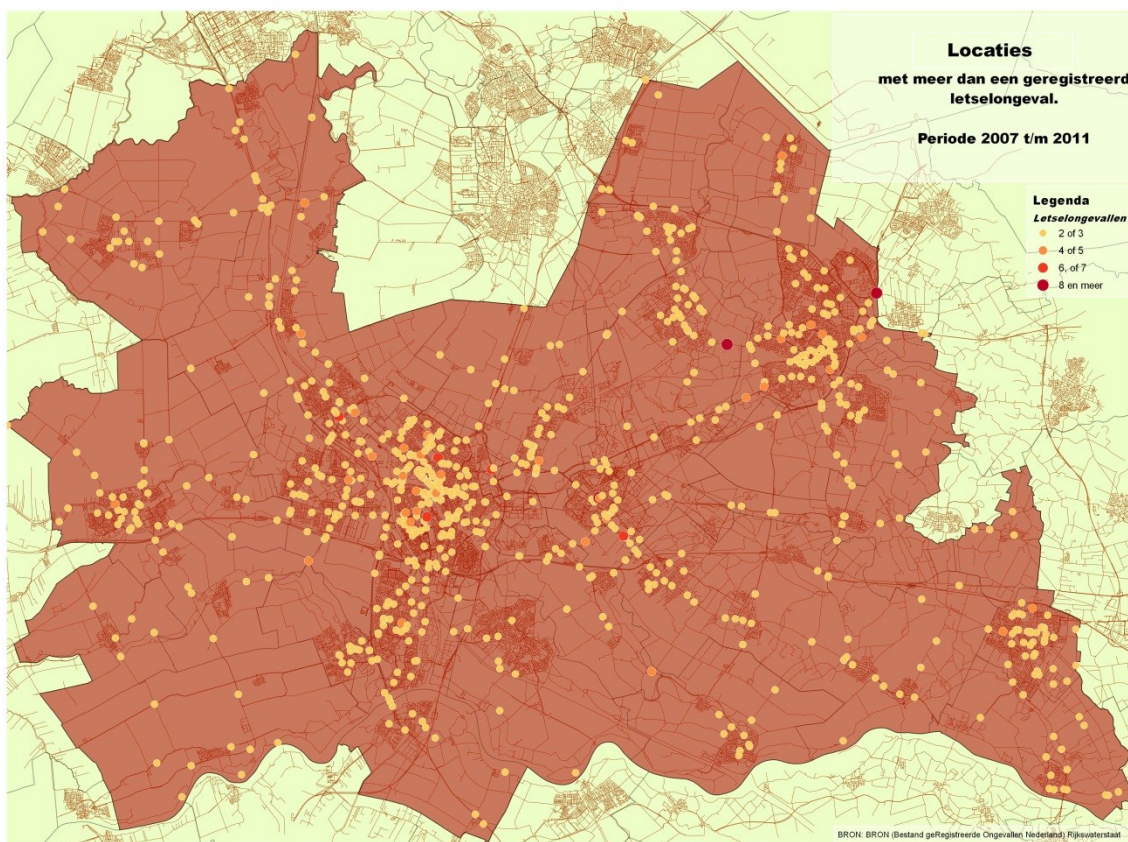 Locaties
met meer dan een geregistreerd
letselongeval.
Periode 2007 t/m 2011
Legenda
Letselongevallen
2 of 3
4 of 5
6, of 7
8 en meer
BRON: BRON (Bestand geRegistreerde Ongevallen Nederland) Rijkswaterstaat